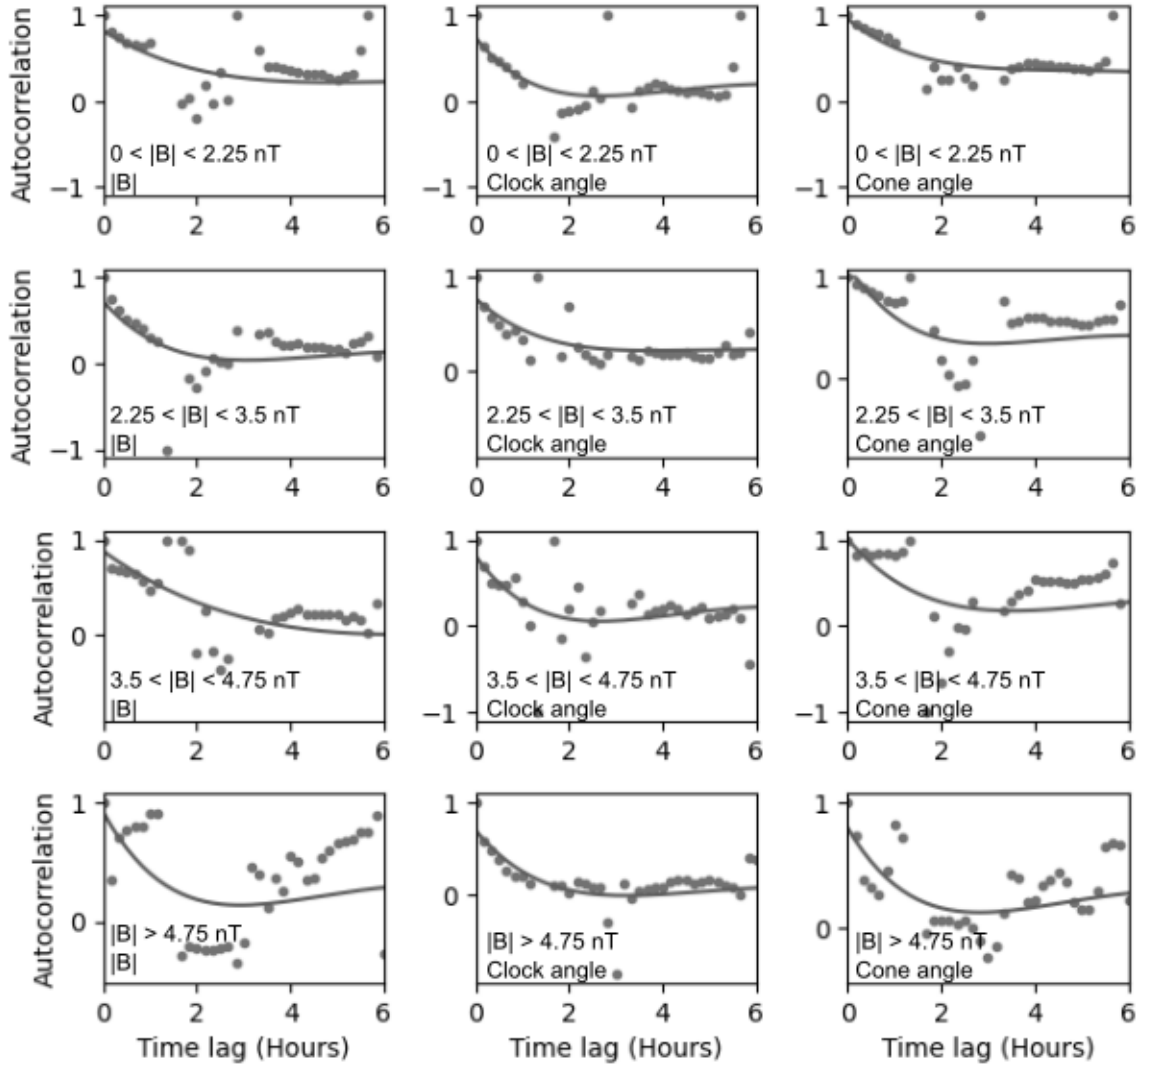 Autocorrelation
1
0
−1
0 < |B| < 2.25 nT
|B|
0 2 4 6
1
0
−1
0 < |B| < 2.25 nT
Clock angle
0 2 4 6
1
0
−1
0 < |B| < 2.25 nT
Cone angle
0 2 4 6
Autocorrelation
1
0
−1
2.25 < |B| < 3.5 nT
|B|
0 2 4 6
1
0
2.25 < |B| < 3.5 nT
Clock angle
0 2 4 6
1
0
2.25 < |B| < 3.5 nT
Cone angle
0 2 4 6
Autocorrelation
1
0
3.5 < |B| < 4.75 nT
|B|
0 2 4 6
1
0
−1
3.5 < |B| < 4.75 nT
Clock angle
0 2 4 6
1
0
−1
3.5 < |B| < 4.75 nT
Cone angle
0 2 4 6
Autocorrelation
1
0
|B| > 4.75 nT
|B|
0 2 4 6
Time lag (Hours)
1
0
|B| > 4.75 nT
Clock angle
0 2 4 6
Time lag (Hours)
1
0
|B| > 4.75 nT
Cone angle
0 2 4 6
Time lag (Hours)